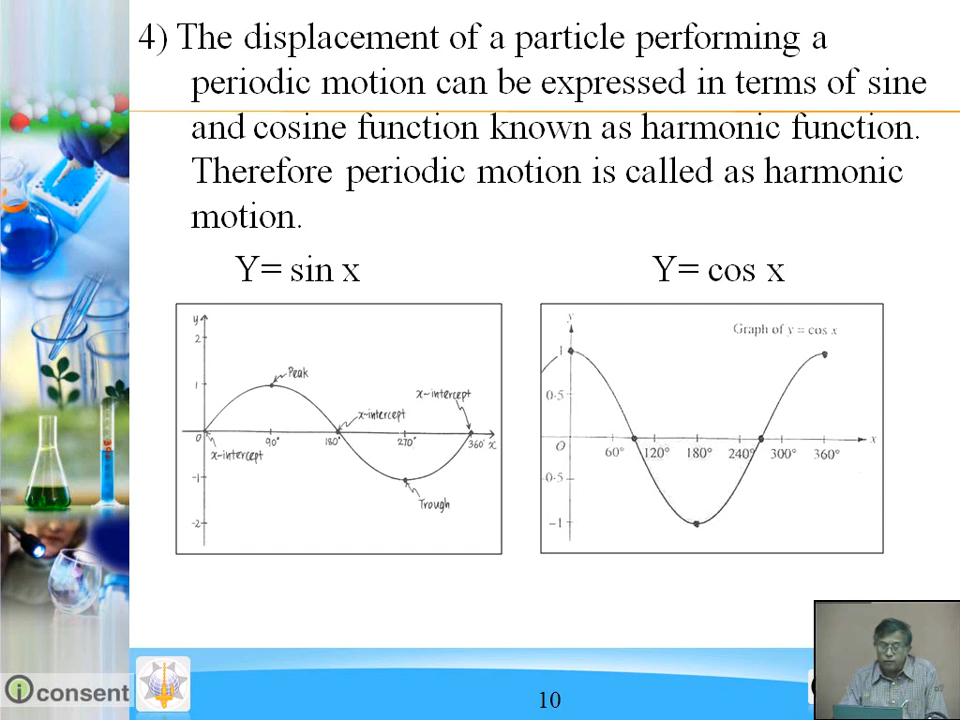 4) The displacement of a particle performing a
periodic motion can be expressed in terms of sine
and cosine function known as harmonic function.
Therefore periodic motion is called as harmonic
motion.
Y= sin x
Y= cos x
y
2
1
0
-1
-2
Peak
x-intercept
x-intercept
x-intercept
90°
180°
270°
360° x
Trough
y
Graph of y = cos x
1
0·5
O
-0·5
-1
60° 120° 180° 240° 300° 360°
x
i consent
10